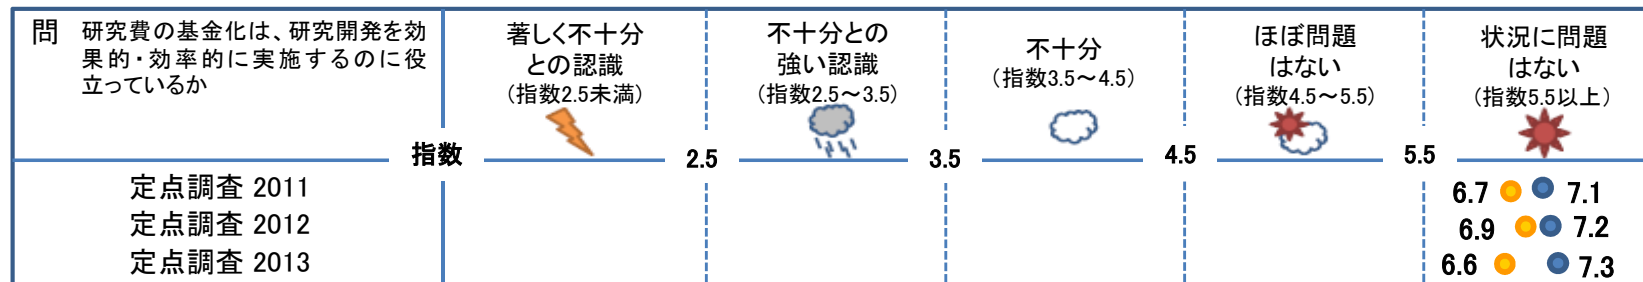 問 研究費の基金化は、研究開発を効
果的・効率的に実施するのに役
立っているか
著しく不十分
との認識
(指数2.5未満)
不十分との
強い認識
(指数2.5～3.5)
不十分
(指数3.5～4.5)
ほぼ問題
はない
(指数4.5～5.5)
状況に問題
はない
(指数5.5以上)
指数 2.5 3.5 4.5 5.5
定点調査 2011 6.7 7.1
定点調査 2012 6.9 7.2
定点調査 2013 6.6 7.3